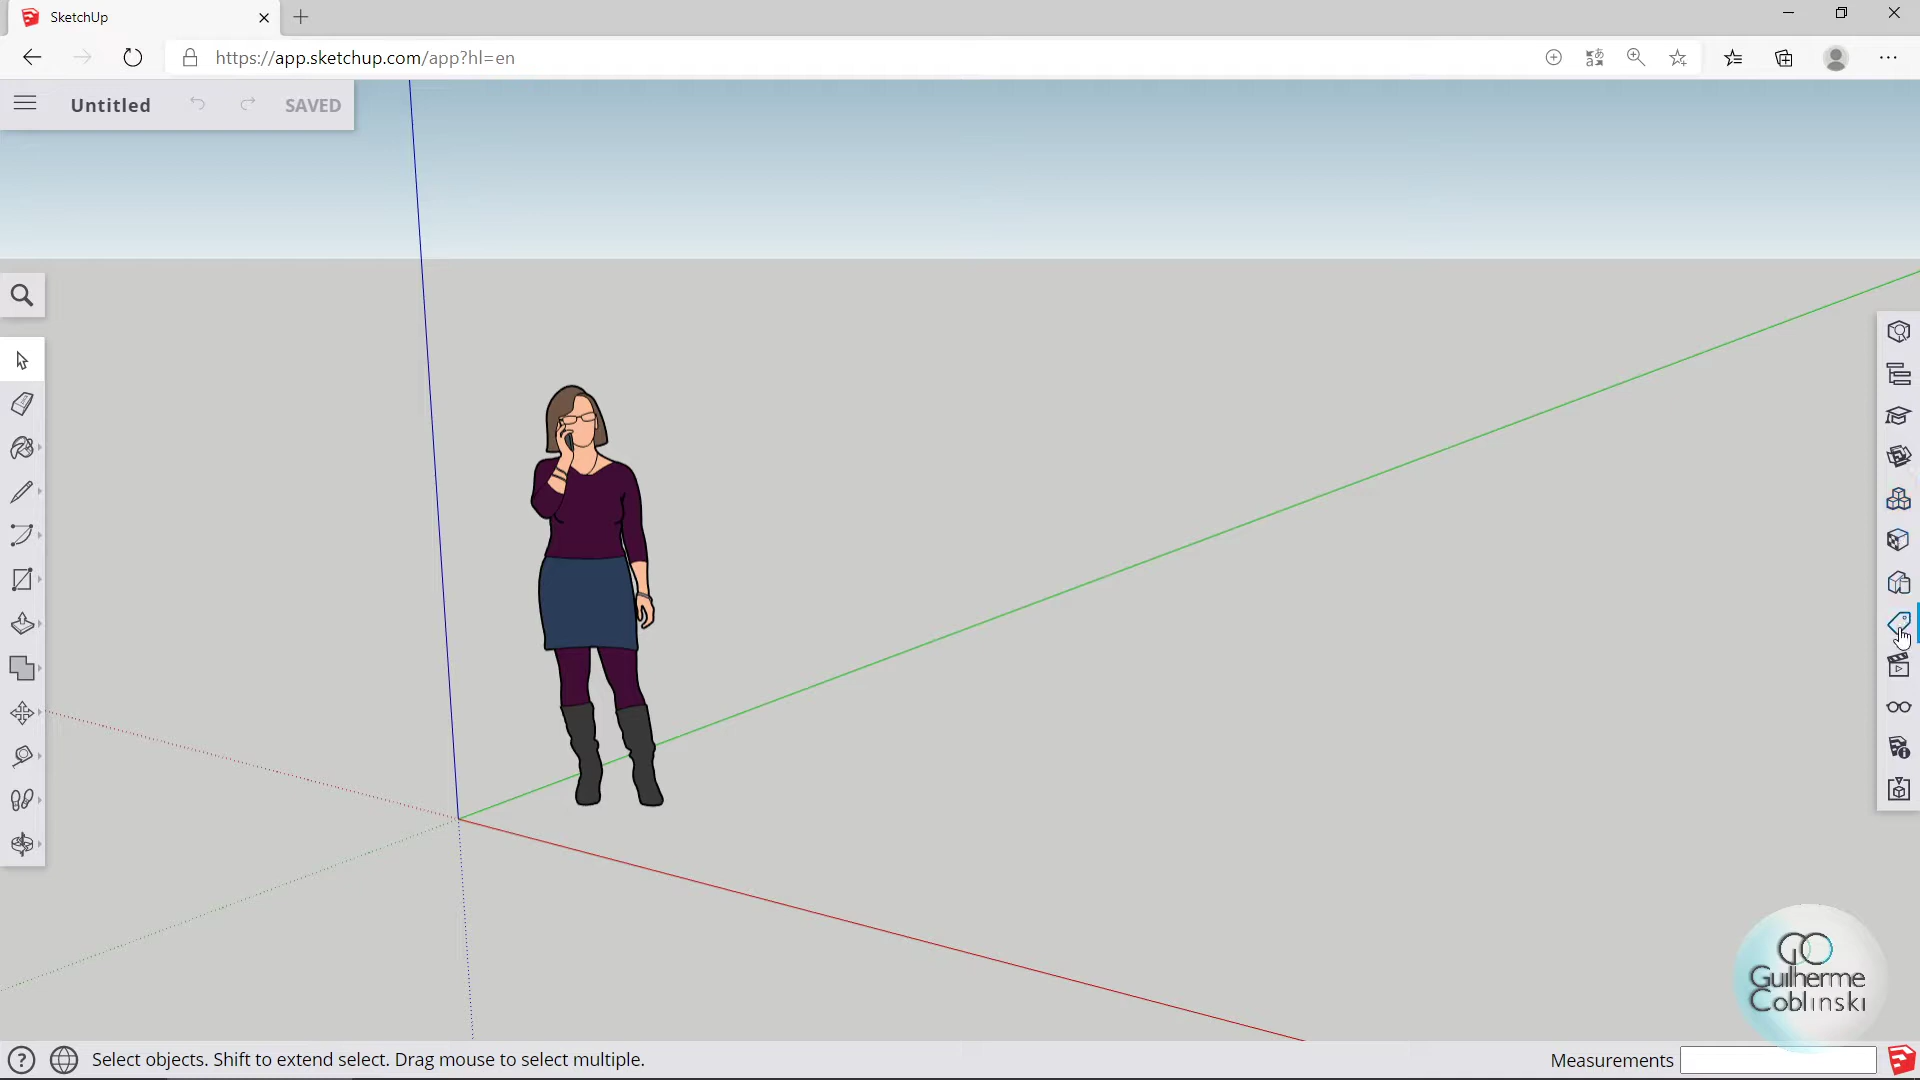 SketchUp
https://app.sketchup.com/app?hl=en
Untitled
SAVED
Guilherme
Coblinski
Select objects. Shift to extend select. Drag mouse to select multiple.
Measurements